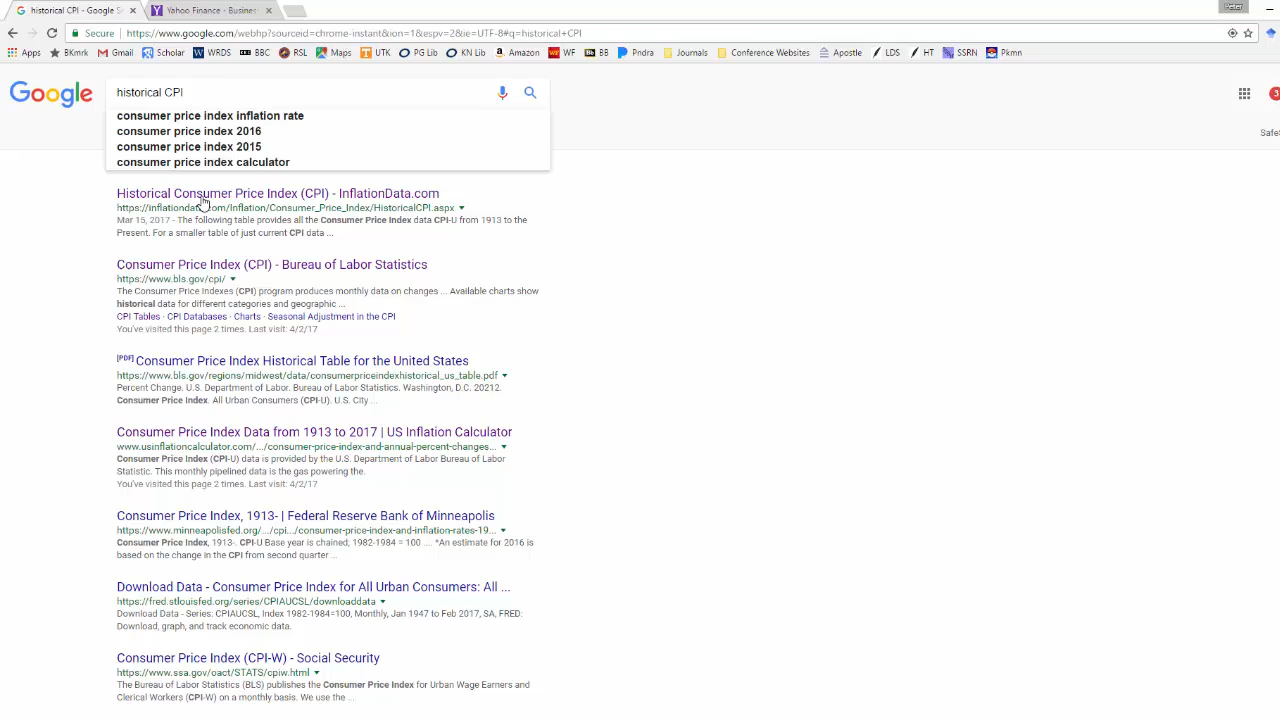 historical CPI - Google Se
Yahoo Finance - Business
Peter
Secure
https://www.google.com/webhp?sourceid=chrome-instant&ion=1&espv=2&ie=UTF-8#q=historical+CPI
Apps BKmrk Gmail Scholar WRDS BBC RSL Maps UTK PG Lib KN Lib Amazon WF BB Pndra Journals Conference Websites Apostle LDS HT SSRN Pkmn
Google
historical CPI
3
consumer price index inflation rate
consumer price index 2016
SafeS
consumer price index 2015
consumer price index calculator
Historical Consumer Price Index (CPI) - InflationData.com
https://inflationdata.com/Inflation/Consumer_Price_Index/HistoricalCPI.aspx
Mar 15, 2017 - The following table provides all the Consumer Price Index data CPI-U from 1913 to the
Present. For a smaller table of just current CPI data ...
Consumer Price Index (CPI) - Bureau of Labor Statistics
https://www.bls.gov/cpi/
The Consumer Price Indexes (CPI) program produces monthly data on changes ... Available charts show
historical data for different categories and geographic ...
CPI Tables · CPI Databases · Charts · Seasonal Adjustment in the CPI
You've visited this page 2 times. Last visit: 4/2/17
[PDF] Consumer Price Index Historical Table for the United States
https://www.bls.gov/regions/midwest/data/consumerpriceindexhistorical_us_table.pdf
Percent Change. U.S. Department of Labor. Bureau of Labor Statistics. Washington, D.C. 20212.
Consumer Price Index. All Urban Consumers (CPI-U). U.S. City ...
Consumer Price Index Data from 1913 to 2017 | US Inflation Calculator
www.usinflationcalculator.com/.../consumer-price-index-and-annual-percent-changes...
Consumer Price Index (CPI-U) data is provided by the U.S. Department of Labor Bureau of Labor
Statistic. This monthly pipelined data is the gas powering the.
You've visited this page 2 times. Last visit: 4/2/17
Consumer Price Index, 1913- | Federal Reserve Bank of Minneapolis
https://www.minneapolisfed.org/.../cpi.../consumer-price-index-and-inflation-rates-19...
Consumer Price Index, 1913-. CPI-U Base year is chained; 1982-1984 = 100 .... *An estimate for 2016 is
based on the change in the CPI from second quarter ...
Download Data - Consumer Price Index for All Urban Consumers: All ...
https://fred.stlouisfed.org/series/CPIAUCSL/downloaddata
Download Data - Series: CPIAUCSL, Index 1982-1984=100, Monthly, Jan 1947 to Feb 2017, SA, FRED:
Download, graph, and track economic data.
Consumer Price Index (CPI-W) - Social Security
https://www.ssa.gov/oact/STATS/cpiw.html
The Bureau of Labor Statistics (BLS) publishes the Consumer Price Index for Urban Wage Earners and
Clerical Workers (CPI-W) on a monthly basis. We use the ...